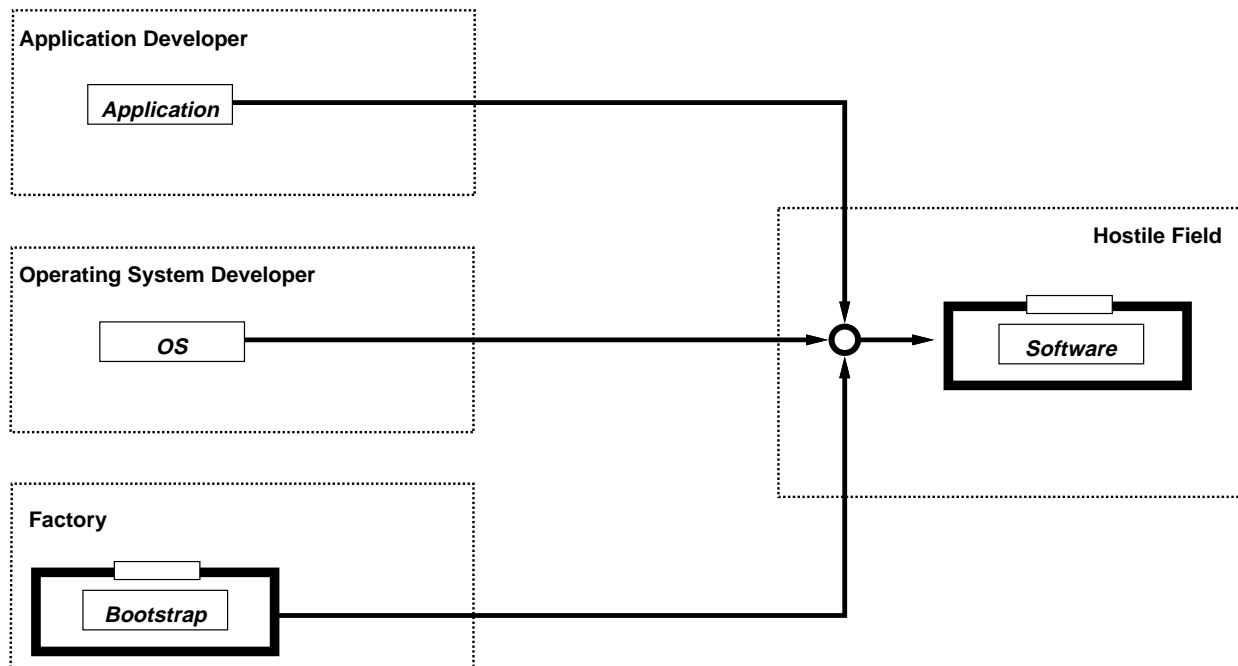 Application Developer
Application
Hostile Field
Operating System Developer
OS
Software
Factory
Bootstrap